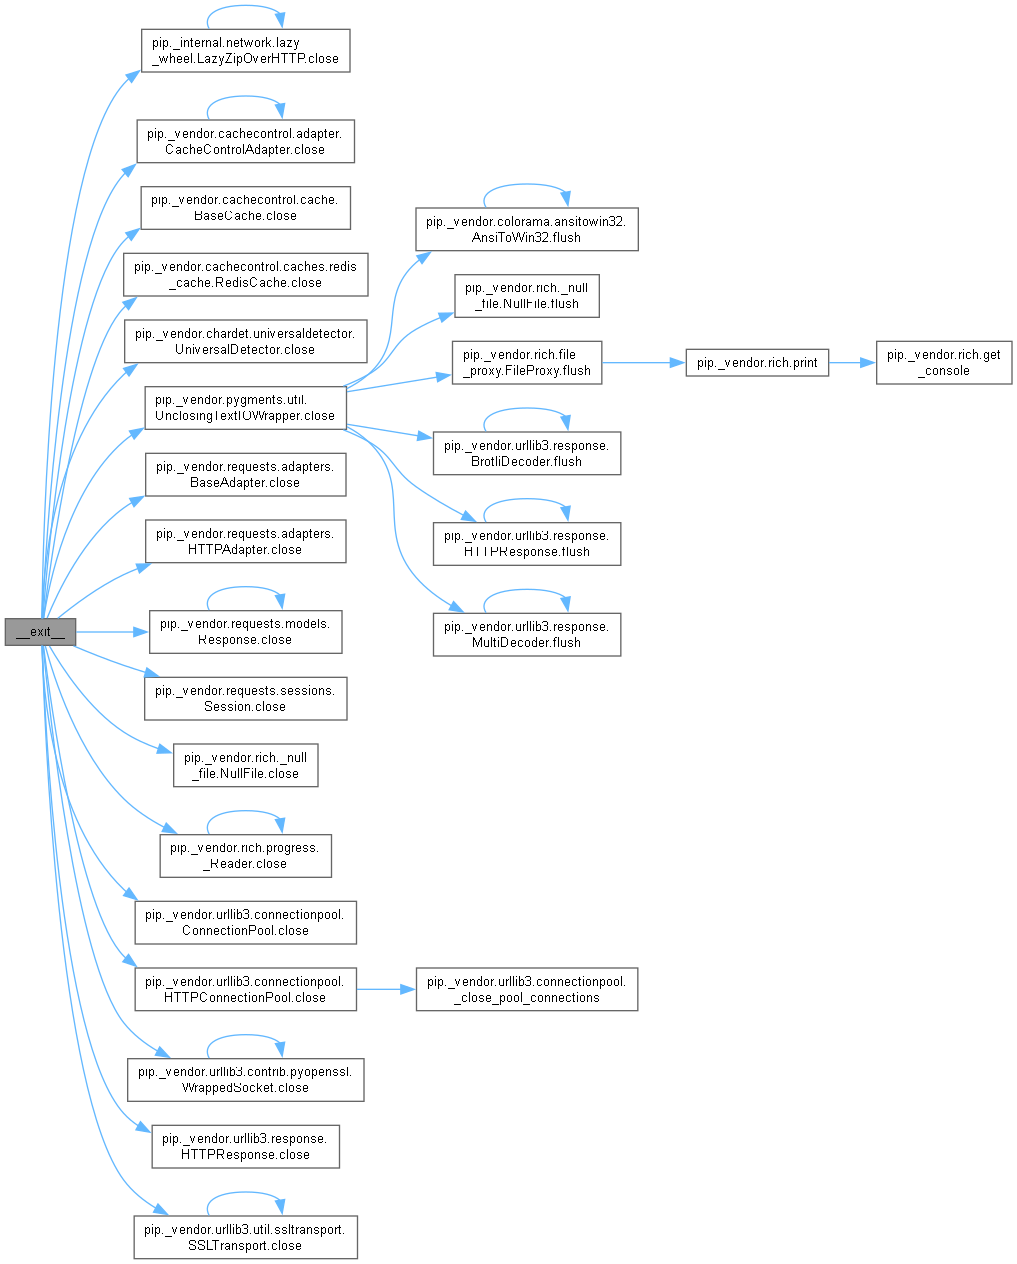 pip._internal.network.lazy
_wheel.LazyZipOverHTTP.close
pip._vendor.cachecontrol.adapter.
CacheControlAdapter.close
pip._vendor.cachecontrol.cache.
BaseCache.close
pip._vendor.cachecontrol.caches.redis
_cache.RedisCache.close
pip._vendor.chardet.universaldetector.
UniversalDetector.close
pip._vendor.pygments.util.
UnclosingTextIOWrapper.close
pip._vendor.requests.adapters.
BaseAdapter.close
pip._vendor.requests.adapters.
HTTPAdapter.close
__exit__
pip._vendor.requests.models.
Response.close
pip._vendor.requests.sessions.
Session.close
pip._vendor.rich._null
_file.NullFile.close
pip._vendor.rich.progress.
_Reader.close
pip._vendor.urllib3.connectionpool.
ConnectionPool.close
pip._vendor.urllib3.connectionpool.
HTTPConnectionPool.close
pip._vendor.urllib3.contrib.pyopenssl.
WrappedSocket.close
pip._vendor.urllib3.response.
HTTPResponse.close
pip._vendor.urllib3.util.ssltransport.
SSLTransport.close
pip._vendor.colorama.ansitowin32.
AnsiToWin32.flush
pip._vendor.rich._null
_file.NullFile.flush
pip._vendor.rich.file
_proxy.FileProxy.flush
pip._vendor.urllib3.response.
BrotliDecoder.flush
pip._vendor.urllib3.response.
HTTPResponse.flush
pip._vendor.urllib3.response.
MultiDecoder.flush
pip._vendor.urllib3.connectionpool.
_close_pool_connections
pip._vendor.rich.print
pip._vendor.rich.get
_console